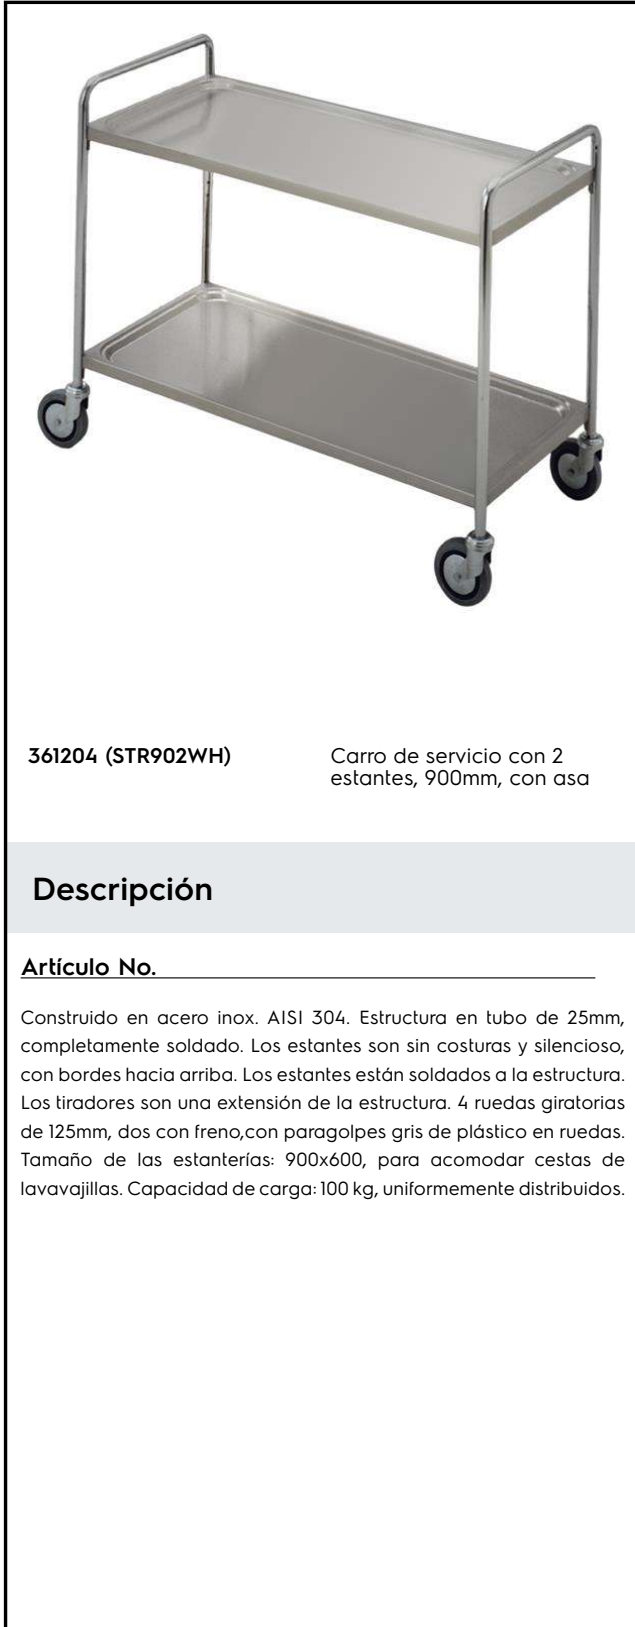 361204 (STR902WH)
Carro de servicio con 2
estantes, 900mm, con asa
Descripción
Artículo No.
Construido en acero inox. AISI 304. Estructura en tubo de 25mm,
completamente soldado. Los estantes son sin costuras y silencioso,
con bordes hacia arriba. Los estantes están soldados a la estructura.
Los tiradores son una extensión de la estructura. 4 ruedas giratorias
de 125mm, dos con freno,con paragolpes gris de plástico en ruedas.
Tamaño de las estanterías: 900x600, para acomodar cestas de
lavavajillas. Capacidad de carga: 100 kg, uniformemente distribuidos.